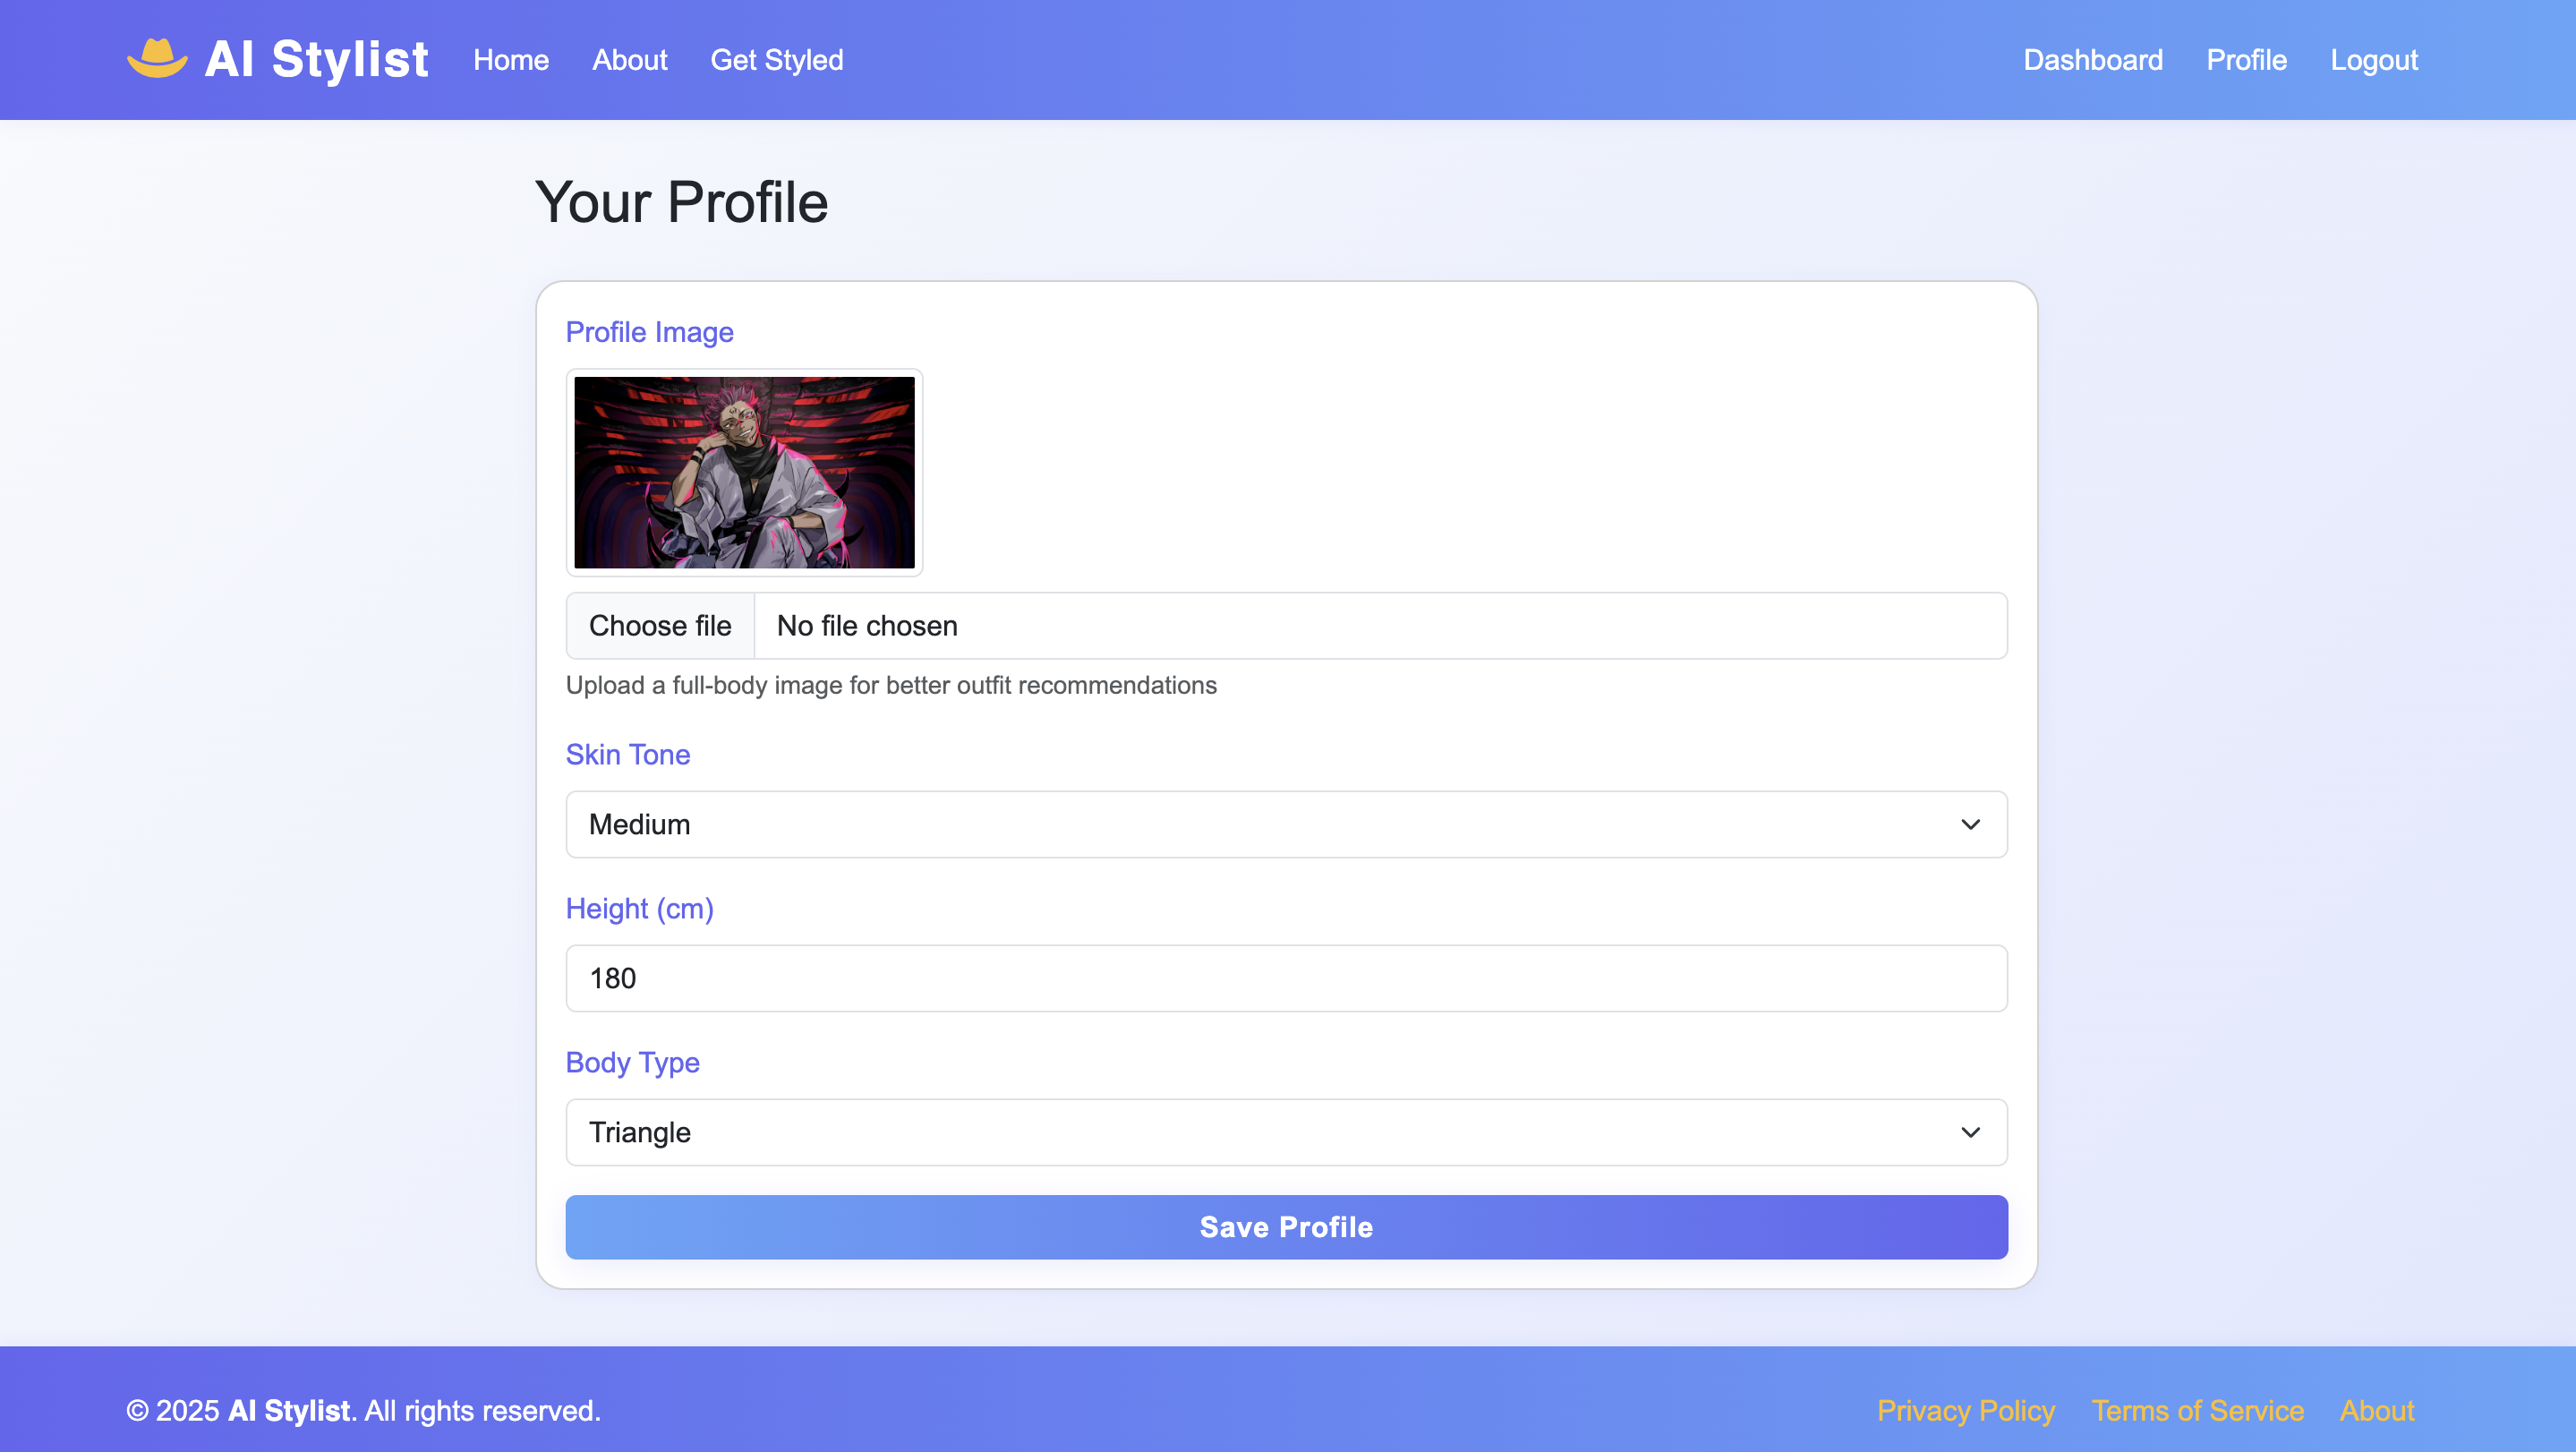 AI Stylist Home About Get Styled Dashboard Profile Logout
Your Profile
Profile Image
Choose file No file chosen
Upload a full-body image for better outfit recommendations
Skin Tone
Medium
Height (cm)
180
Body Type
Triangle
Save Profile
© 2025 AI Stylist. All rights reserved. Privacy Policy Terms of Service About